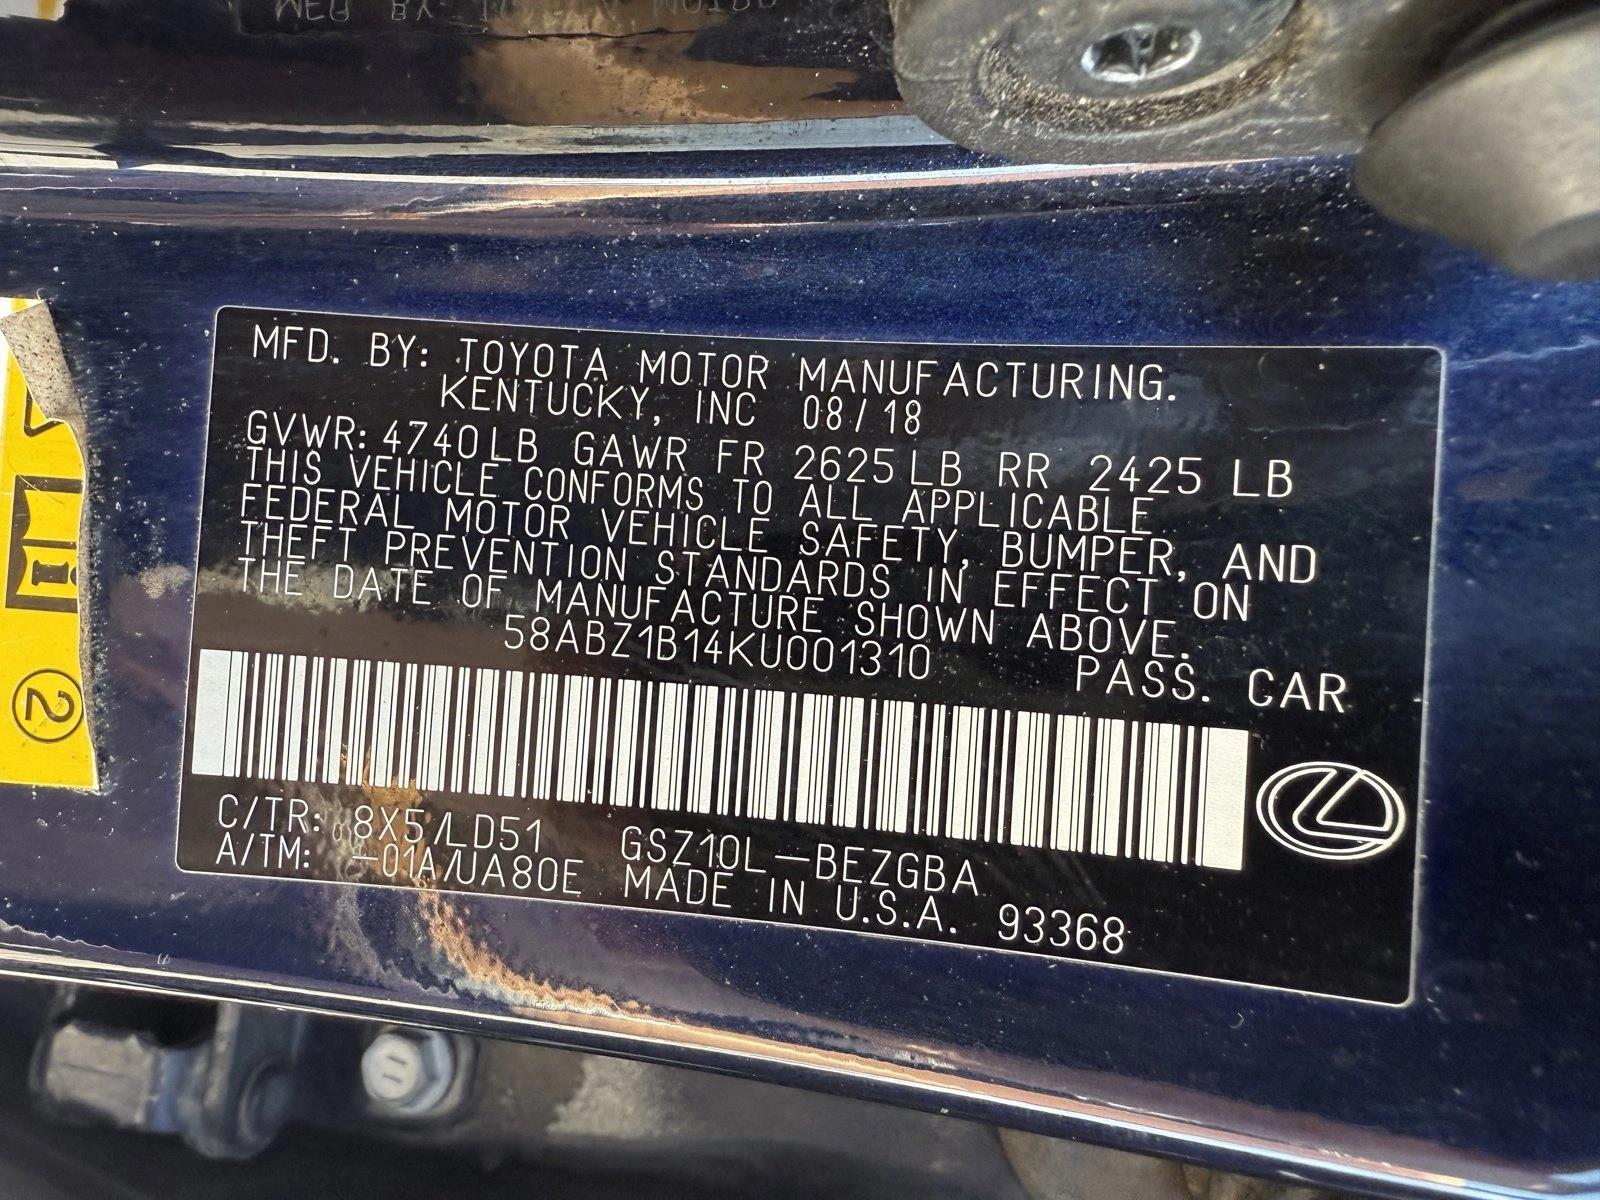 MFD. BY: TOYOTA MOTOR MANUFACTURING.
KENTUCKY, INC 08/18
GVWR: 4740LB GAWR FR 2625LB RR 2425LB
THIS VEHICLE CONFORMS TO ALL APPLICABLE
FEDERAL MOTOR VEHICLE SAFETY, BUMPER, AND
THEFT PREVENTION STANDARDS IN EFFECT ON
THE DATE OF MANUFACTURE SHOWN ABOVE.
58ABZ1B14KU001310 PASS. CAR
C/TR: 8X5/LD51 GSZ10L-BEZGBA
A/TM: -01A/UA80E MADE IN U.S.A. 93368
2